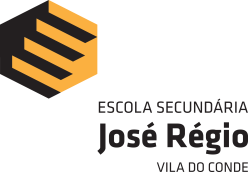 ESCOLA SECUNDÁRIA
José Régio
VILA DO CONDE